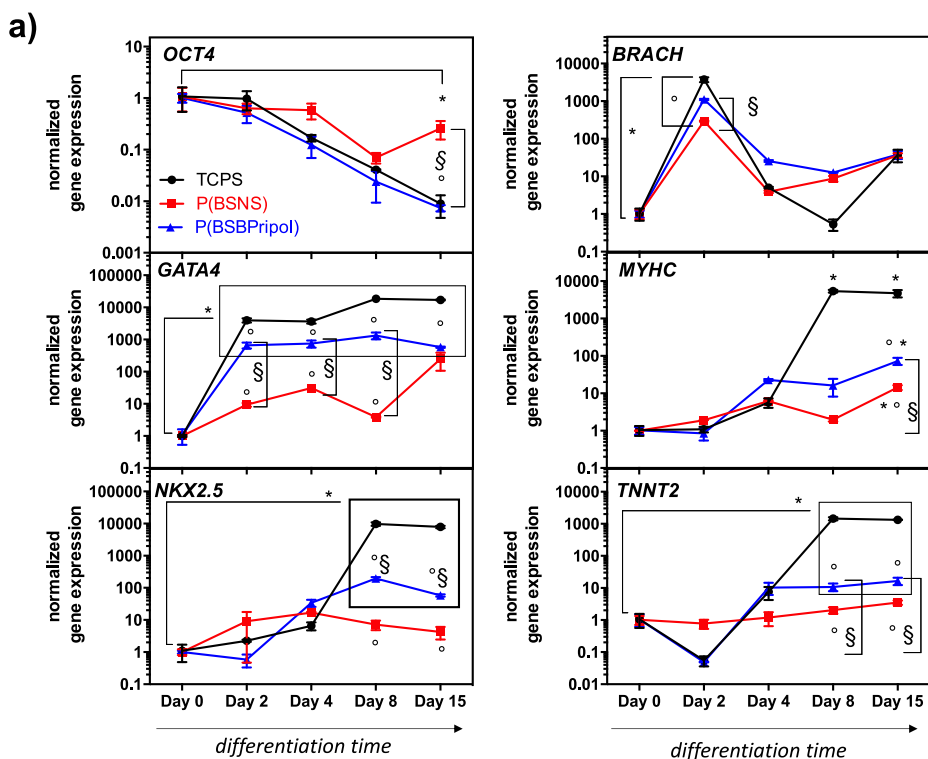 a)
OCT4
normalized
gene expression
10
1
0.1
0.01
0.001
*
§
°
TCPS
P(BSNS)
P(BSBPripol)
BRACH
normalized
gene expression
10000
1000
100
10
1
0.1
*
°
§
GATA4
normalized
gene expression
100000
10000
1000
100
10
1
0.1
*
° ° ° °
§ § §
° ° °
MYHC
normalized
gene expression
100000
10000
1000
100
10
1
0.1
* *
° *
* ° §
NKX2.5
normalized
gene expression
100000
10000
1000
100
10
1
0.1
*
°§ °§
° °
Day 0 Day 2 Day 4 Day 8 Day 15
differentiation time
TNNT2
normalized
gene expression
10000
1000
100
10
1
0.1
0.01
*
° °
° § ° §
Day 0 Day 2 Day 4 Day 8 Day 15
differentiation time